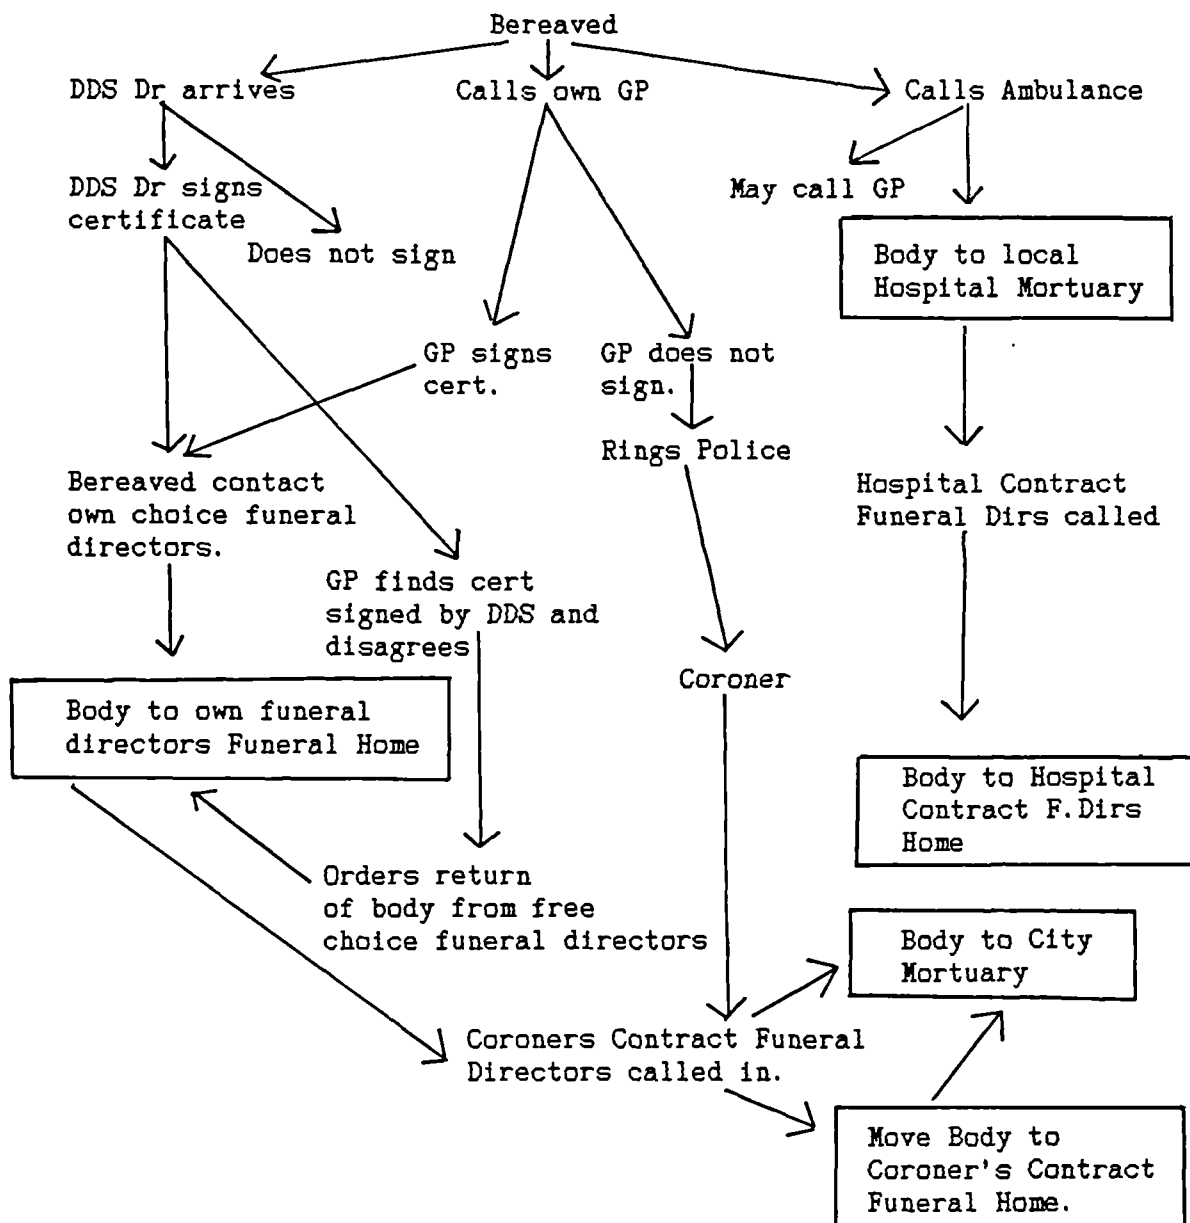 Bereaved
DDS Dr arrives
Calls own GP
Calls Ambulance
DDS Dr signs
certificate
Does not sign
May call GP
Body to local
Hospital Mortuary
GP signs
cert.
GP does not
sign.
Rings Police
Bereaved contact
own choice funeral
directors.
Hospital Contract
Funeral Dirs called
GP finds cert
signed by DDS and
disagrees
Coroner
Body to own funeral
directors Funeral Home
Body to Hospital
Contract F.Dirs
Home
Orders return
of body from free
choice funeral directors
Body to City
Mortuary
Coroners Contract Funeral
Directors called in.
Move Body to
Coroner's Contract
Funeral Home.